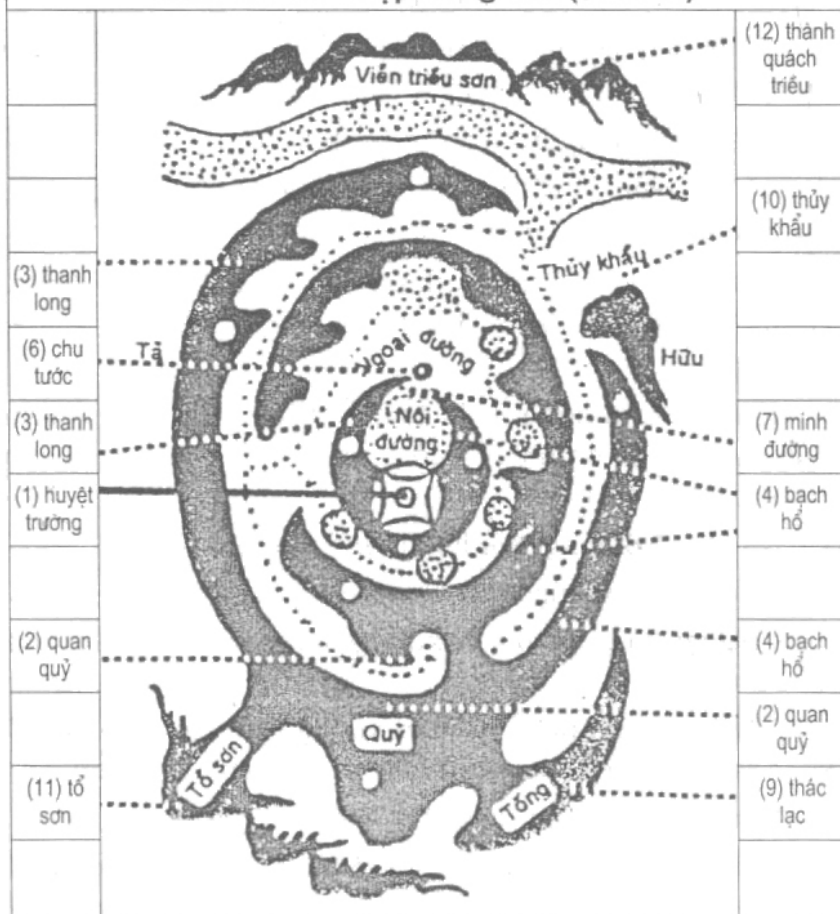 (12) thành
quách
triều
Viễn triều sơn
(10) thủy
khẩu
Thủy khẩu
(3) thanh
long
(6) chu
tước
Tả
Ngoại đường
Hữu
(3) thanh
long
Nội
đường
(7) minh
đường
(1) huyệt
trường
(4) bạch
hổ
(2) quan
quỷ
(4) bạch
hổ
Quỷ
(2) quan
quỷ
Tổ sơn
(11) tổ
sơn
Tống
(9) thác
lạc